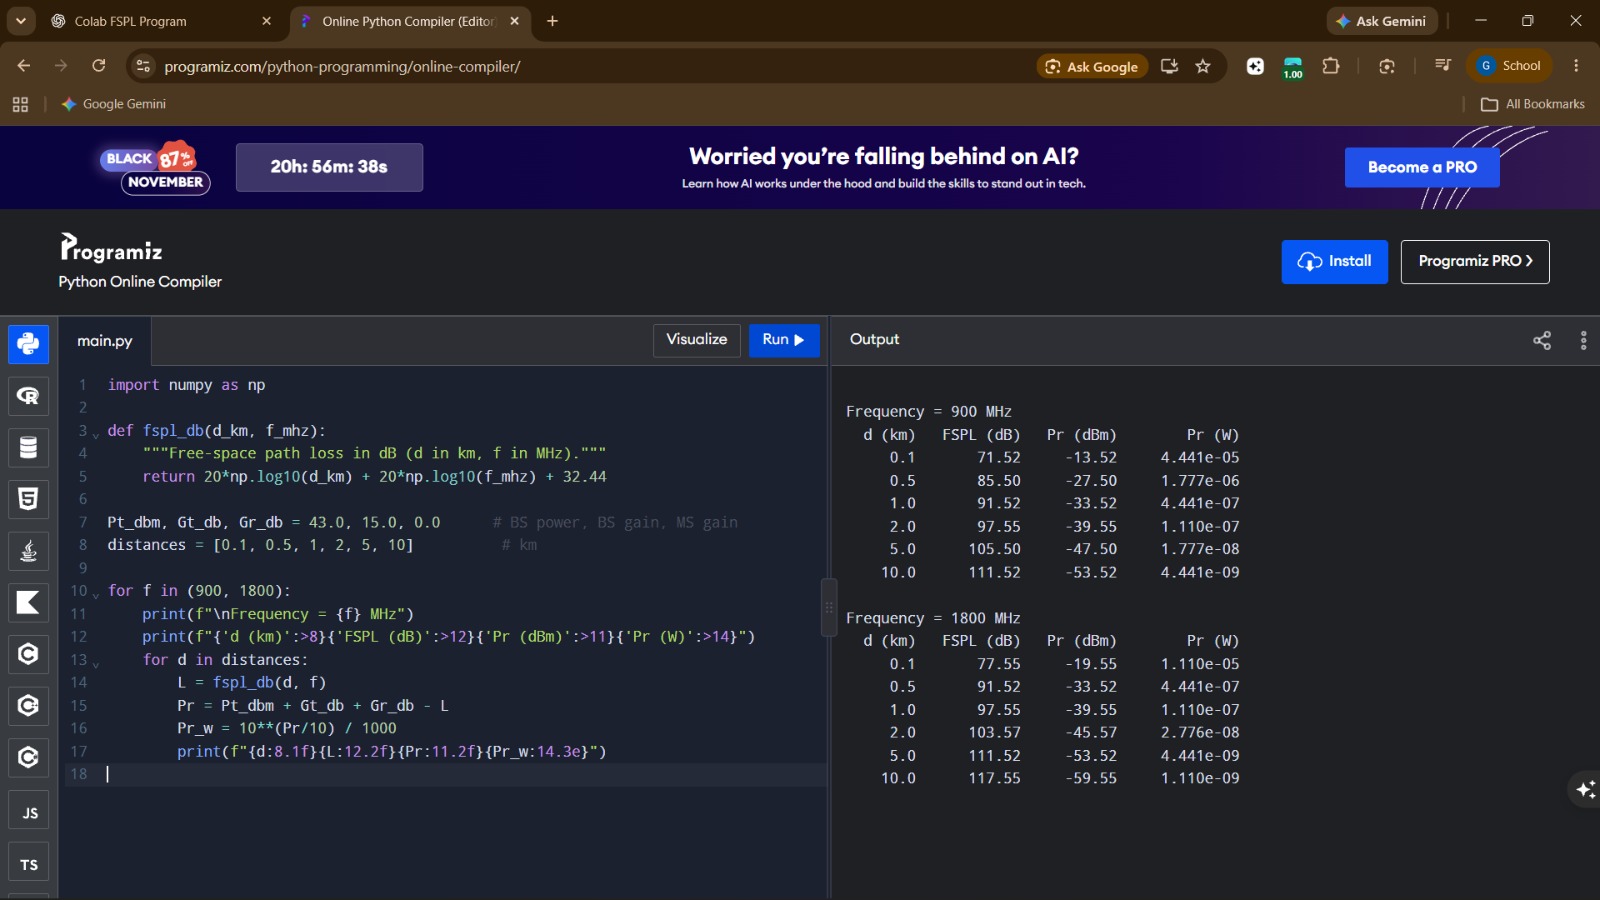 Colab FSPL Program
Online Python Compiler (Editor
Ask Gemini
programiz.com/python-programming/online-compiler/
Ask Google
1.00
G School
Google Gemini
All Bookmarks
BLACK 87% OFF
NOVEMBER
20h: 56m: 38s
Worried you're falling behind on AI?
Learn how AI works under the hood and build the skills to stand out in tech.
Become a PRO
Programiz
Python Online Compiler
Install
Programiz PRO >
main.py
Visualize
Run
Output
1 import numpy as np
2
3 def fspl_db(d_km, f_mhz):
4     """Free-space path loss in dB (d in km, f in MHz)."""
5     return 20*np.log10(d_km) + 20*np.log10(f_mhz) + 32.44
6
7 Pt_dbm, Gt_db, Gr_db = 43.0, 15.0, 0.0      # BS power, BS gain, MS gain
8 distances = [0.1, 0.5, 1, 2, 5, 10]          # km
9
10 for f in (900, 1800):
11     print(f"\nFrequency = {f} MHz")
12     print(f"{'d (km)':>8}{'FSPL (dB)':>12}{'Pr (dBm)':>11}{'Pr (W)':>14}")
13     for d in distances:
14         L = fspl_db(d, f)
15         Pr = Pt_dbm + Gt_db + Gr_db - L
16         Pr_w = 10**(Pr/10) / 1000
17         print(f"{d:8.1f}{L:12.2f}{Pr:11.2f}{Pr_w:14.3e}")
18
Frequency = 900 MHz
d (km)   FSPL (dB)   Pr (dBm)        Pr (W)
0.1       71.52     -13.52     4.441e-05
0.5       85.50     -27.50     1.777e-06
1.0       91.52     -33.52     4.441e-07
2.0       97.55     -39.55     1.110e-07
5.0      105.50     -47.50     1.777e-08
10.0      111.52     -53.52     4.441e-09
Frequency = 1800 MHz
d (km)   FSPL (dB)   Pr (dBm)        Pr (W)
0.1       77.55     -19.55     1.110e-05
0.5       91.52     -33.52     4.441e-07
1.0       97.55     -39.55     1.110e-07
2.0      103.57     -45.57     2.776e-08
5.0      111.52     -53.52     4.441e-09
10.0      117.55     -59.55     1.110e-09
R
5
C
C
C
JS
TS